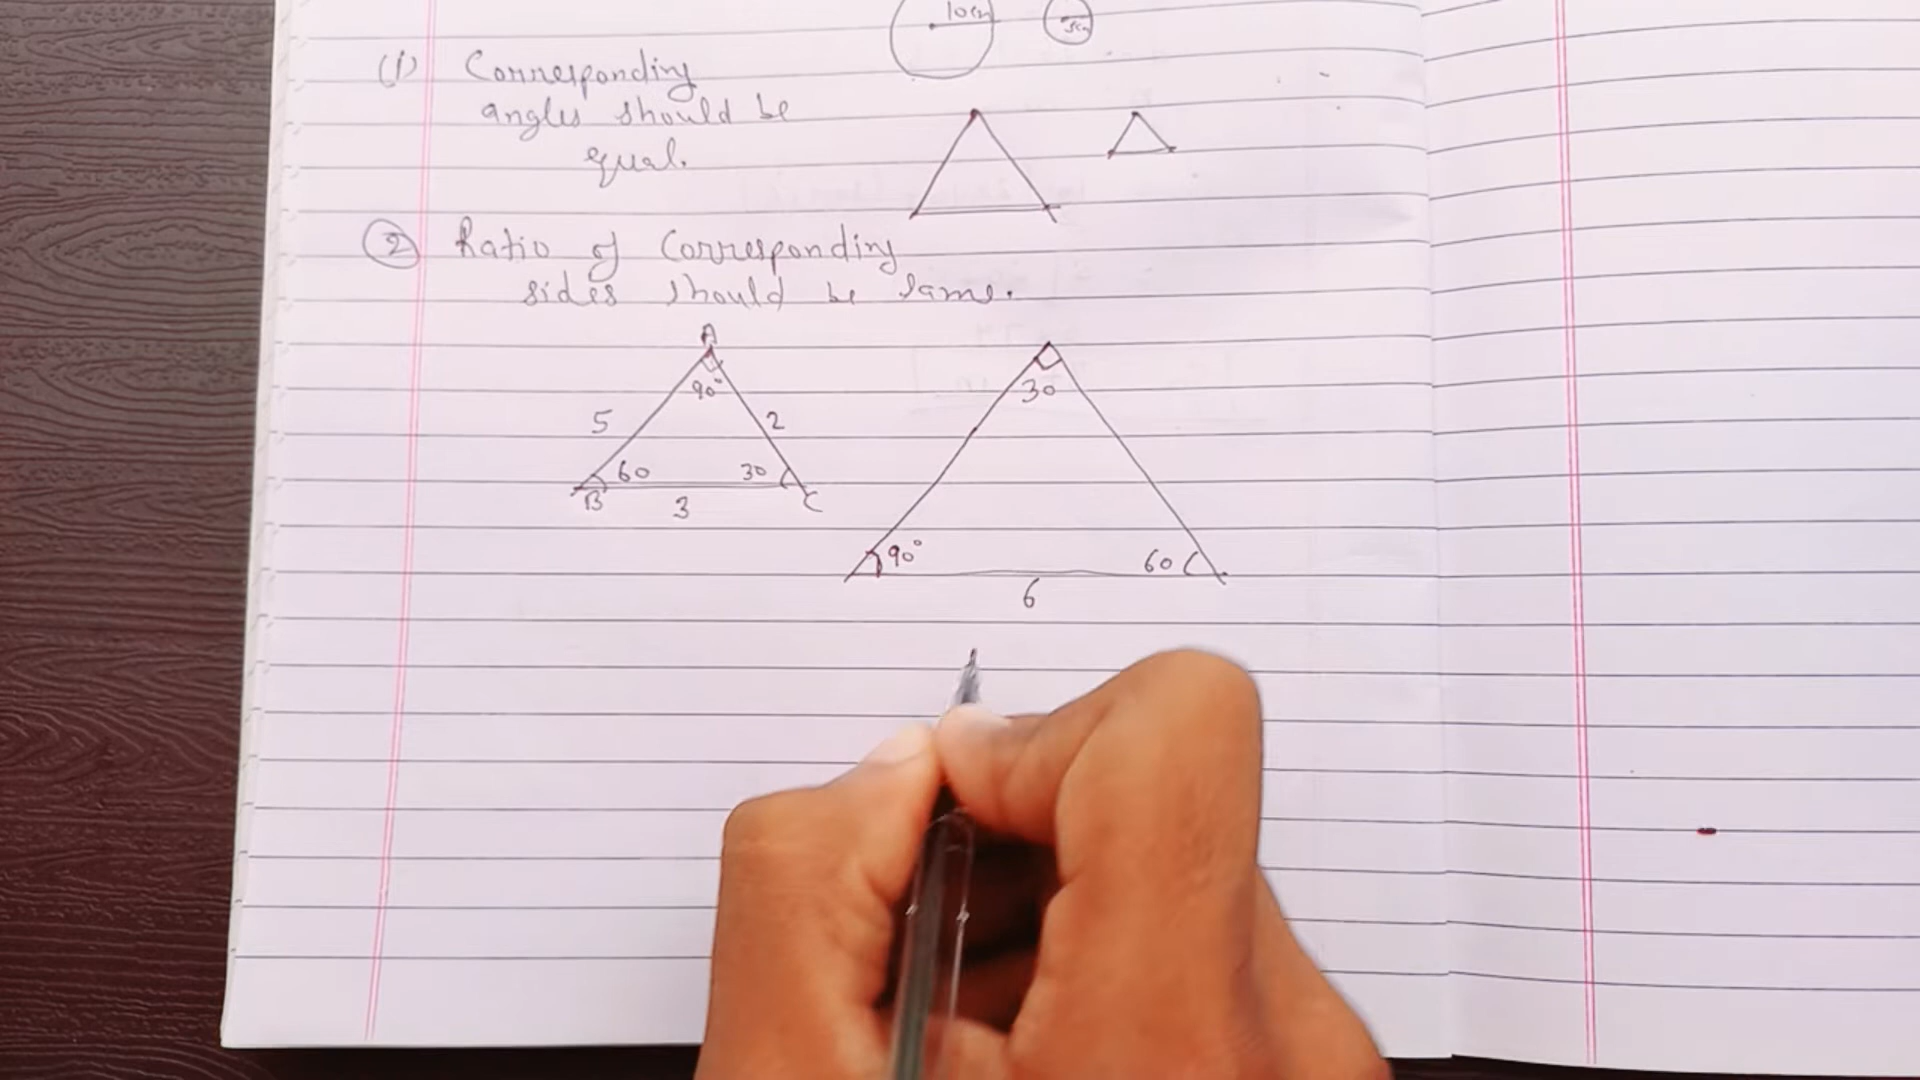 10cm
5cm
(1) Corresponding
angles should be
equal.
(2) Ratio of Corresponding
sides should be same.
A
90°
30
5
2
60
30
B
3
C
90°
60
6